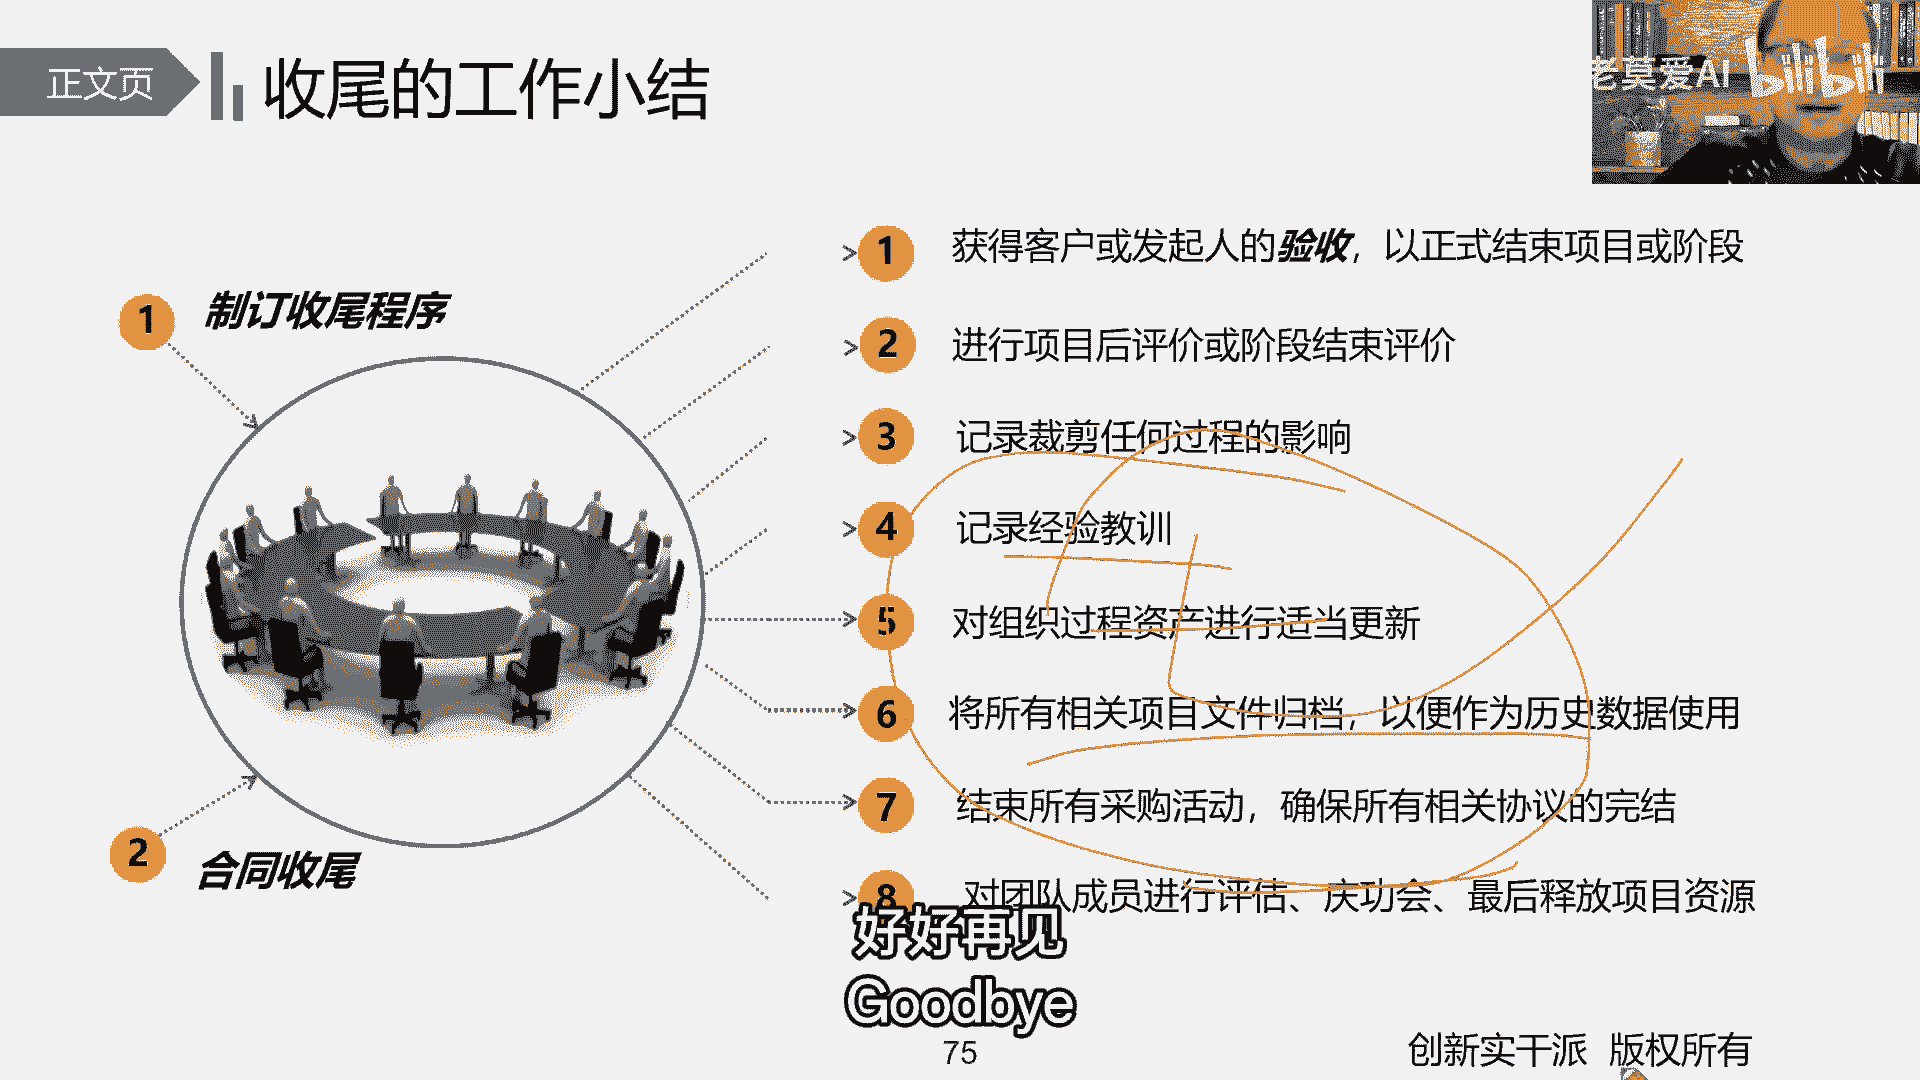 正文页
收尾的工作小结
老莫爱AI bilibili
1 制订收尾程序
2 合同收尾
1 获得客户或发起人的验收，以正式结束项目或阶段
2 进行项目后评价或阶段结束评价
3 记录裁剪任何过程的影响
4 记录经验教训
5 对组织过程资产进行适当更新
6 将所有相关项目文件归档，以便作为历史数据使用
7 结束所有采购活动，确保所有相关协议的完结
8 对团队成员进行评估、庆功会、最后释放项目资源
好好再见
Goodbye
75
创新实干派 版权所有